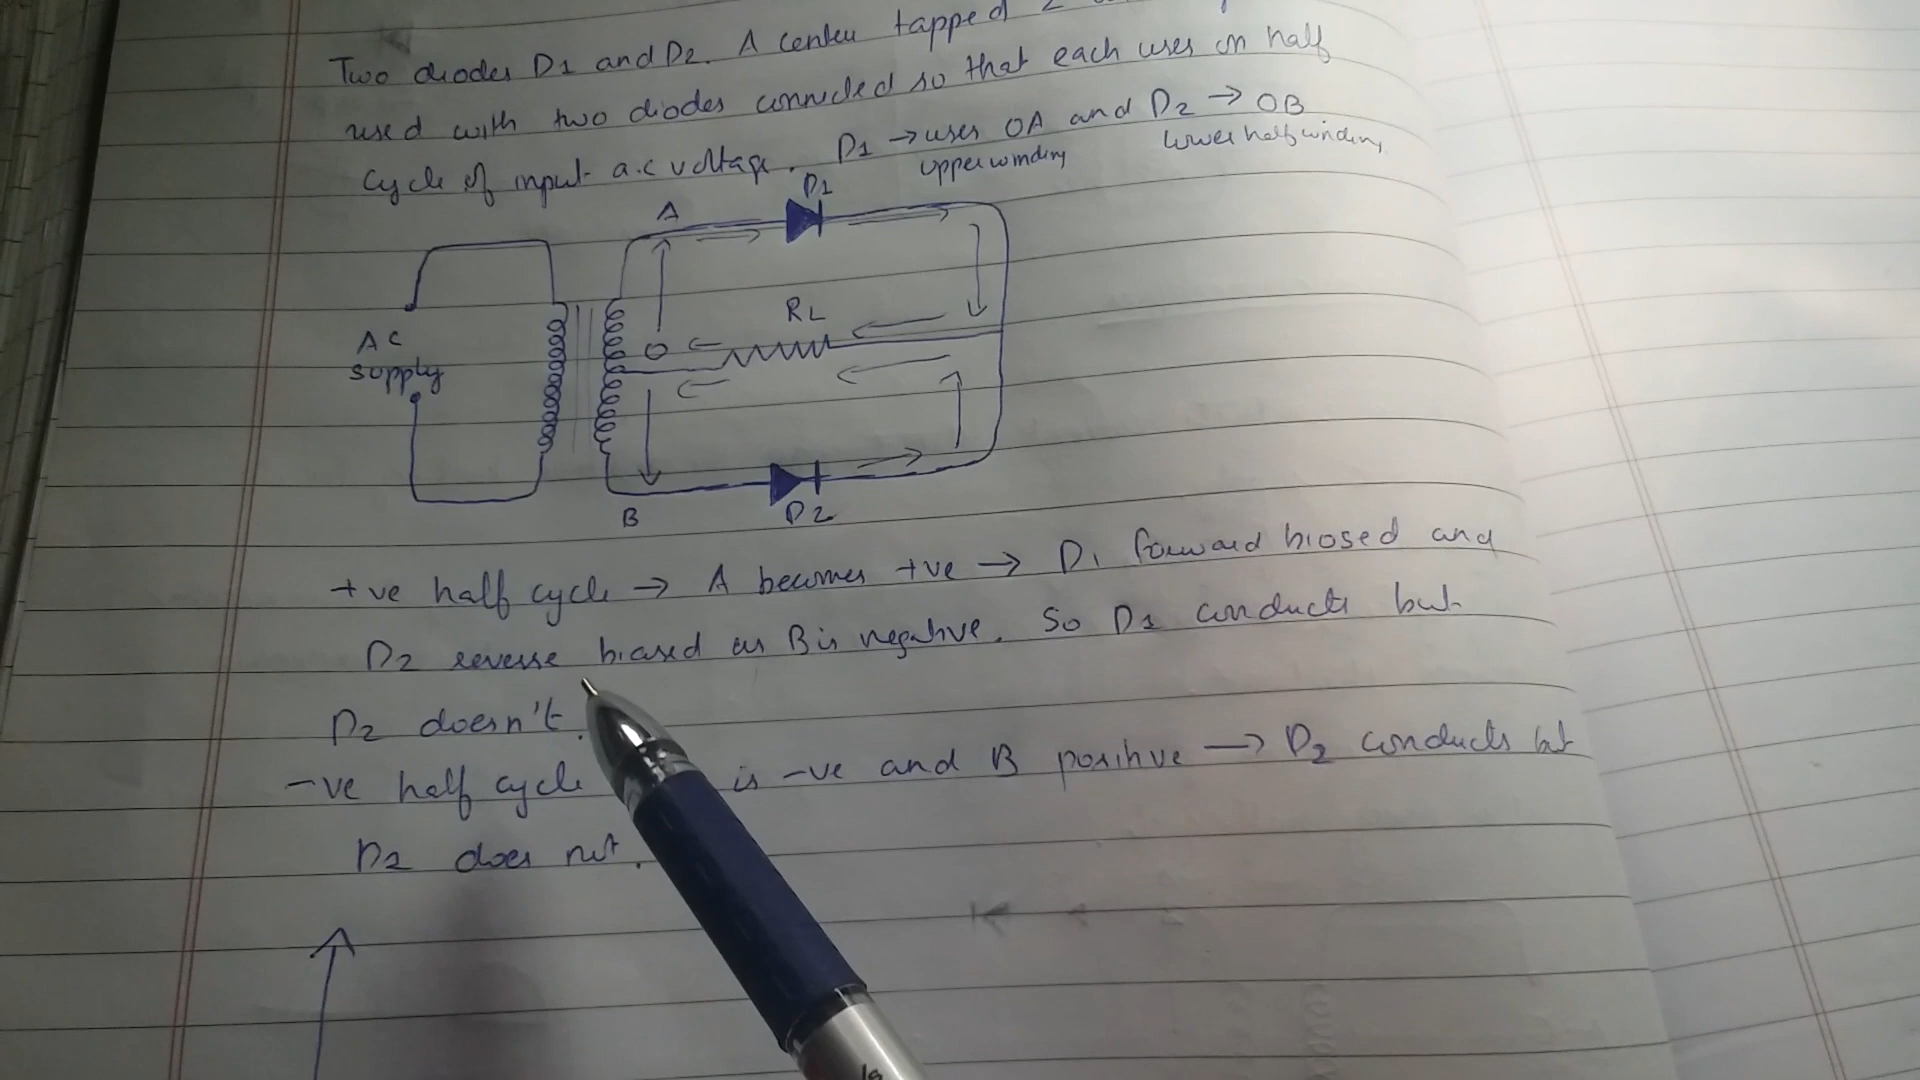 Two diodes D1 and D2. A center tapped
used with two diodes connected so that each uses on half
cycle of input a.c voltage. D1 → uses OA and D2 → OB
upper winding lower half winding
D1
A
RL
AC
supply
O
B
D2
+ve half cycle → A becomes +ve → D1 forward biased and
D2 reverse biased as B is negative. So D1 conducts but
D2 doesn't.
-ve half cycle is -ve and B positive → D2 conducts but
D2 does not.